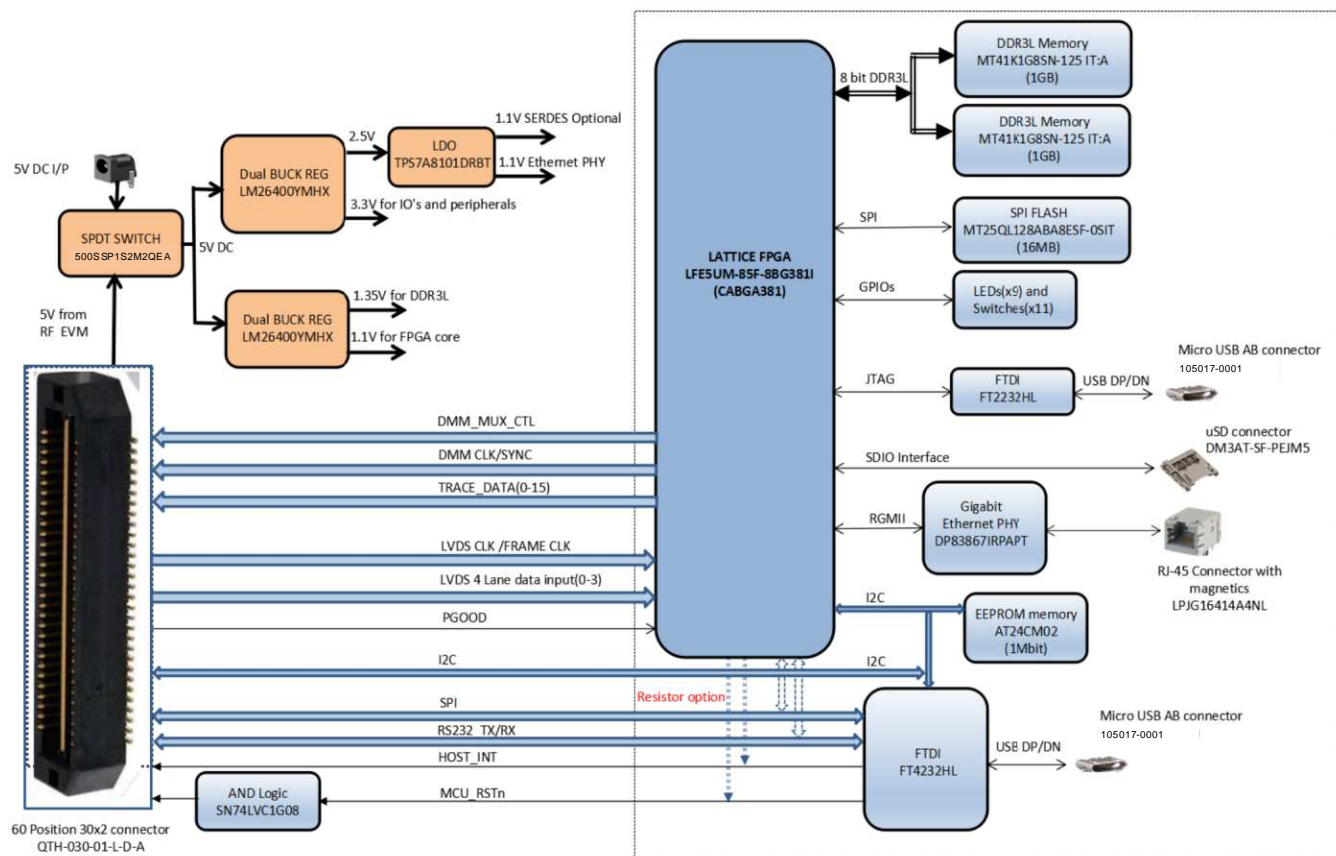 DDR3L Memory
MT41K1G8SN-125 IT:A
(1GB)
8 bit DDR3L
DDR3L Memory
MT41K1G8SN-125 IT:A
(1GB)
5V DC I/P
SPDT SWITCH
500SSP1S2M2QEA
5V DC
5V from
RF EVM
Dual BUCK REG
LM26400YMHX
2.5V
3.3V for IO's and peripherals
LDO
TPS7A8101DRBT
1.1V SERDES Optional
1.1V Ethernet PHY
Dual BUCK REG
LM26400YMHX
1.35V for DDR3L
1.1V for FPGA core
LATTICE FPGA
LFE5UM-85F-8BG381I
(CABGA381)
SPI
SPI FLASH
MT25QL128ABA8ESF-0SIT
(16MB)
GPIOs
LEDs(x9) and
Switches(x11)
JTAG
FTDI
FT2232HL
USB DP/DN
Micro USB AB connector
105017-0001
SDIO Interface
uSD connector
DM3AT-SF-PEJM5
RGMII
Gigabit
Ethernet PHY
DP83867IRPAPT
RJ-45 Connector with
magnetics
LPJG16414A4NL
I2C
EEPROM memory
AT24CM02
(1Mbit)
DMM_MUX_CTL
DMM CLK/SYNC
TRACE_DATA(0-15)
LVDS CLK /FRAME CLK
LVDS 4 Lane data input(0-3)
PGOOD
I2C
I2C
Resistor option
SPI
RS232 TX/RX
HOST_INT
MCU_RSTn
AND Logic
SN74LVC1G08
FTDI
FT4232HL
USB DP/DN
Micro USB AB connector
105017-0001
60 Position 30x2 connector
QTH-030-01-L-D-A